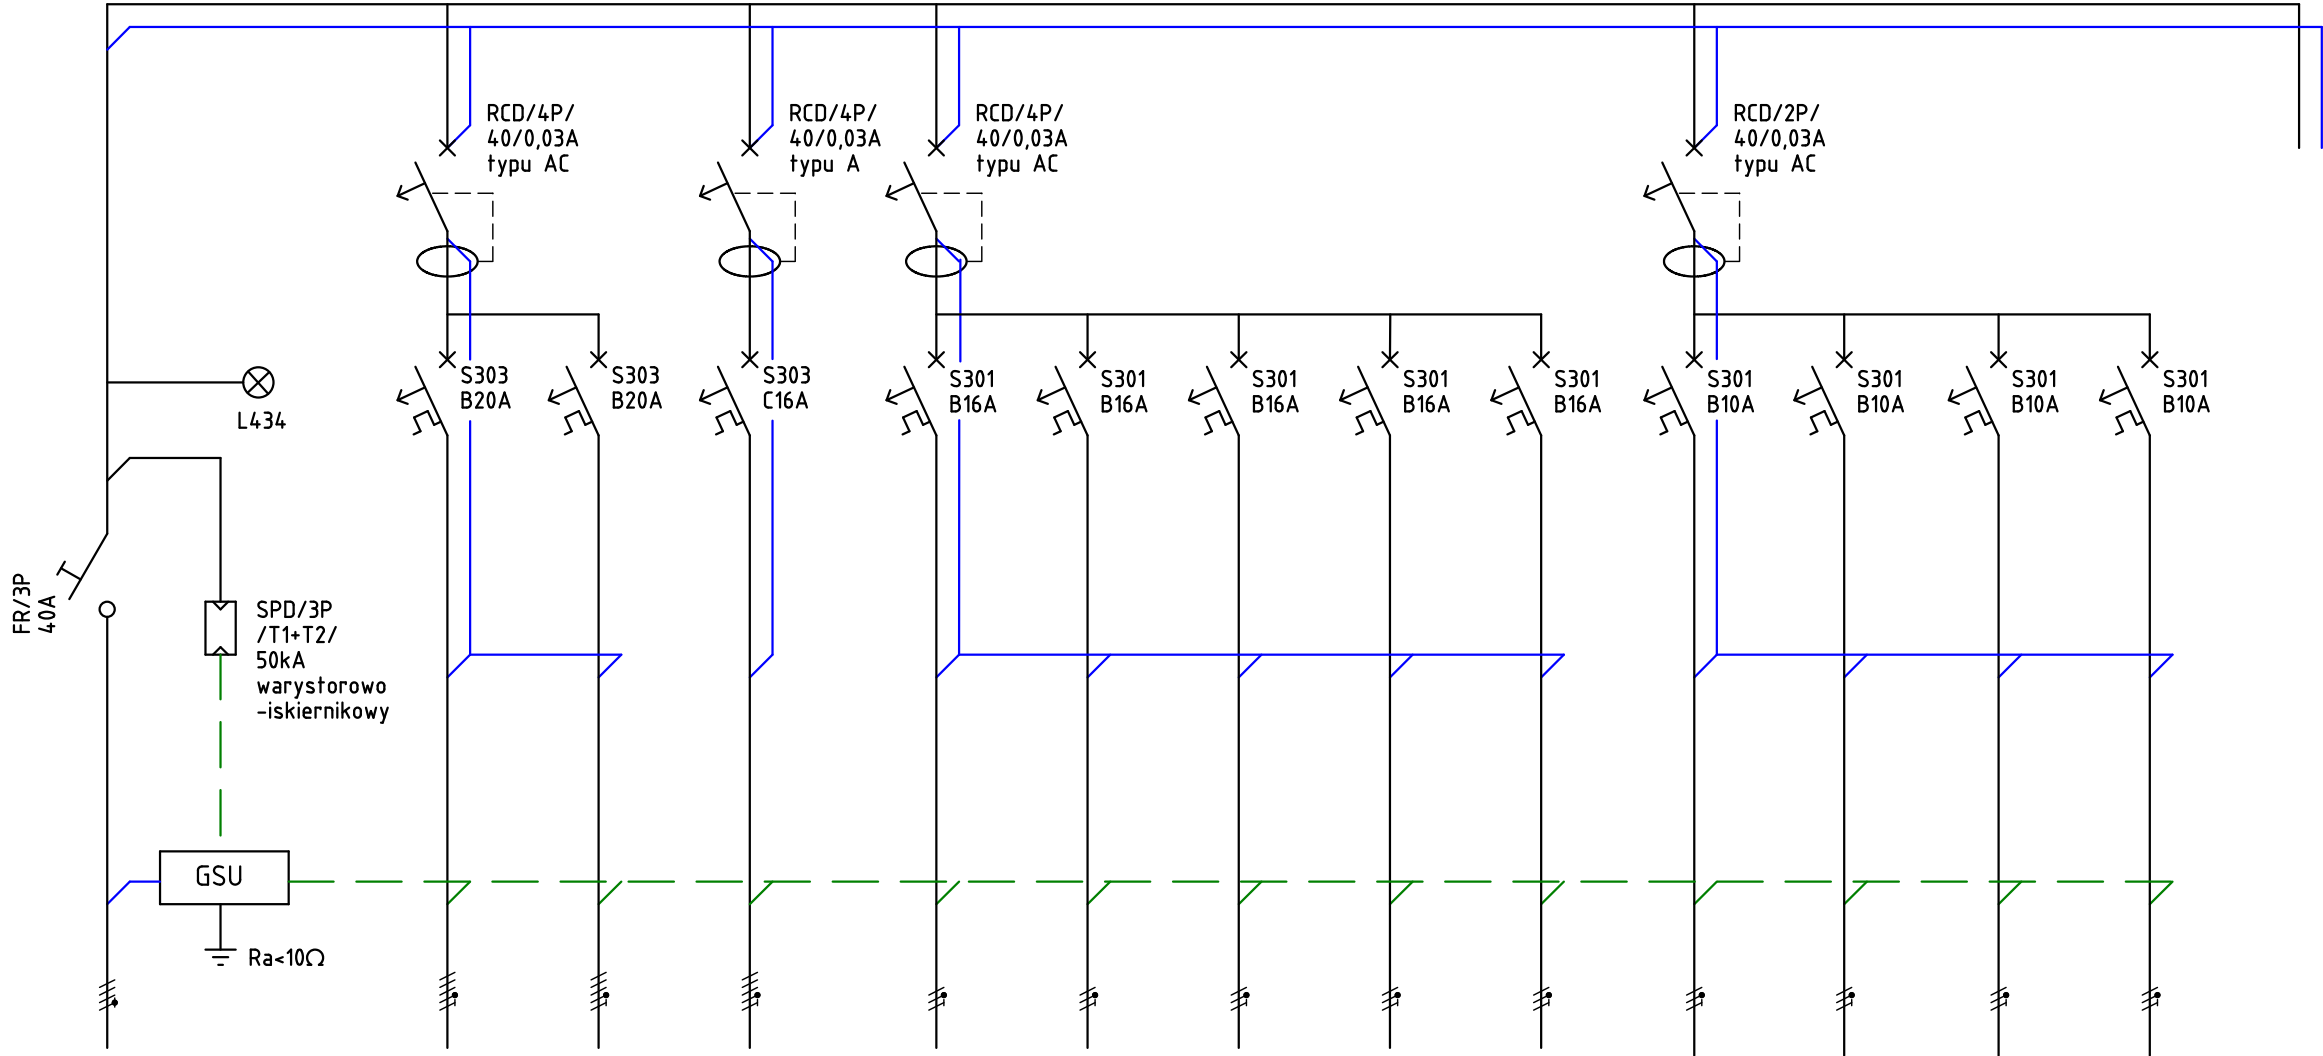 RCD/4P/
40/0,03A
typu AC
RCD/4P/
40/0,03A
typu A
RCD/4P/
40/0,03A
typu AC
RCD/2P/
40/0,03A
typu AC
L434
S303
B20A
S303
B20A
S303
C16A
S301
B16A
S301
B16A
S301
B16A
S301
B16A
S301
B16A
S301
B10A
S301
B10A
S301
B10A
S301
B10A
FR/3P
40A
SPD/3P
/T1+T2/
50kA
warystorowo
-iskiernikowy
GSU
Ra<10Ω